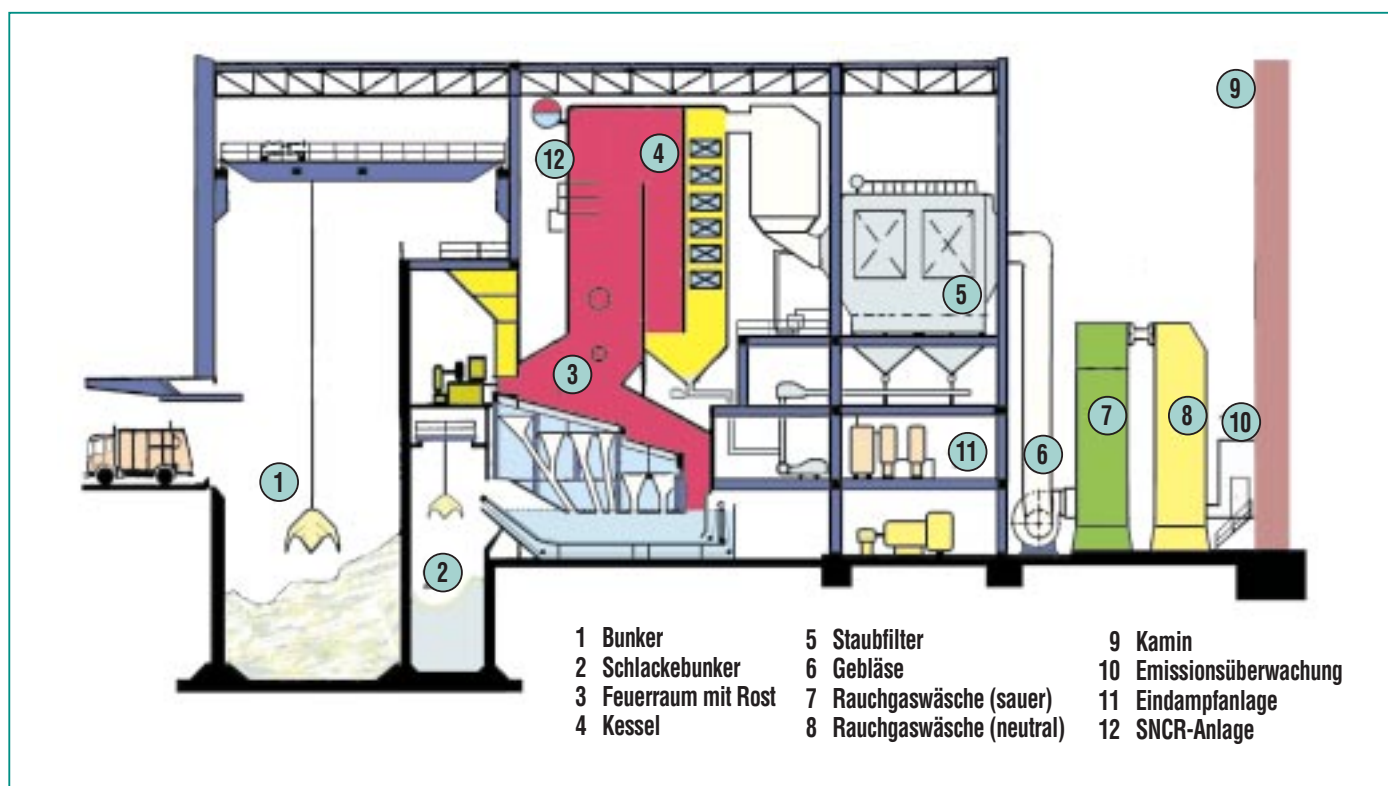 9
12
4
5
3
7
8
10
11
6
1
2
1 Bunker
2 Schlackebunker
3 Feuerraum mit Rost
4 Kessel
5 Staubfilter
6 Gebläse
7 Rauchgaswäsche (sauer)
8 Rauchgaswäsche (neutral)
9 Kamin
10 Emissionsüberwachung
11 Eindampfanlage
12 SNCR-Anlage